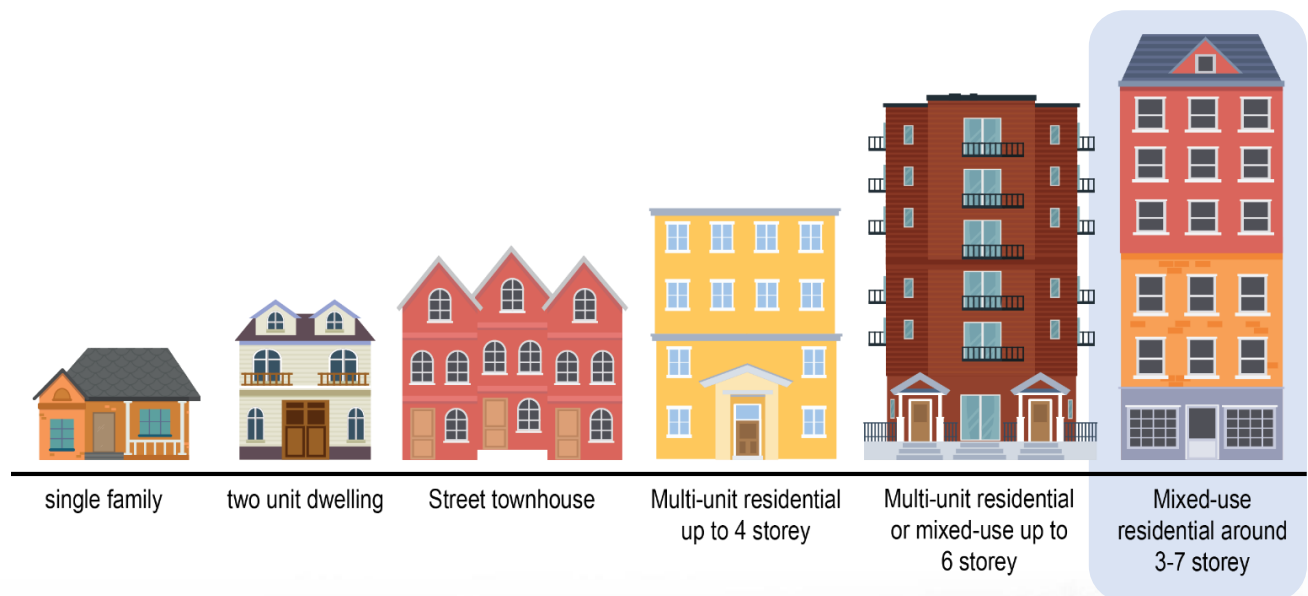 single family
two unit dwelling
Street townhouse
Multi-unit residential
up to 4 storey
Multi-unit residential
or mixed-use up to
6 storey
Mixed-use
residential around
3-7 storey